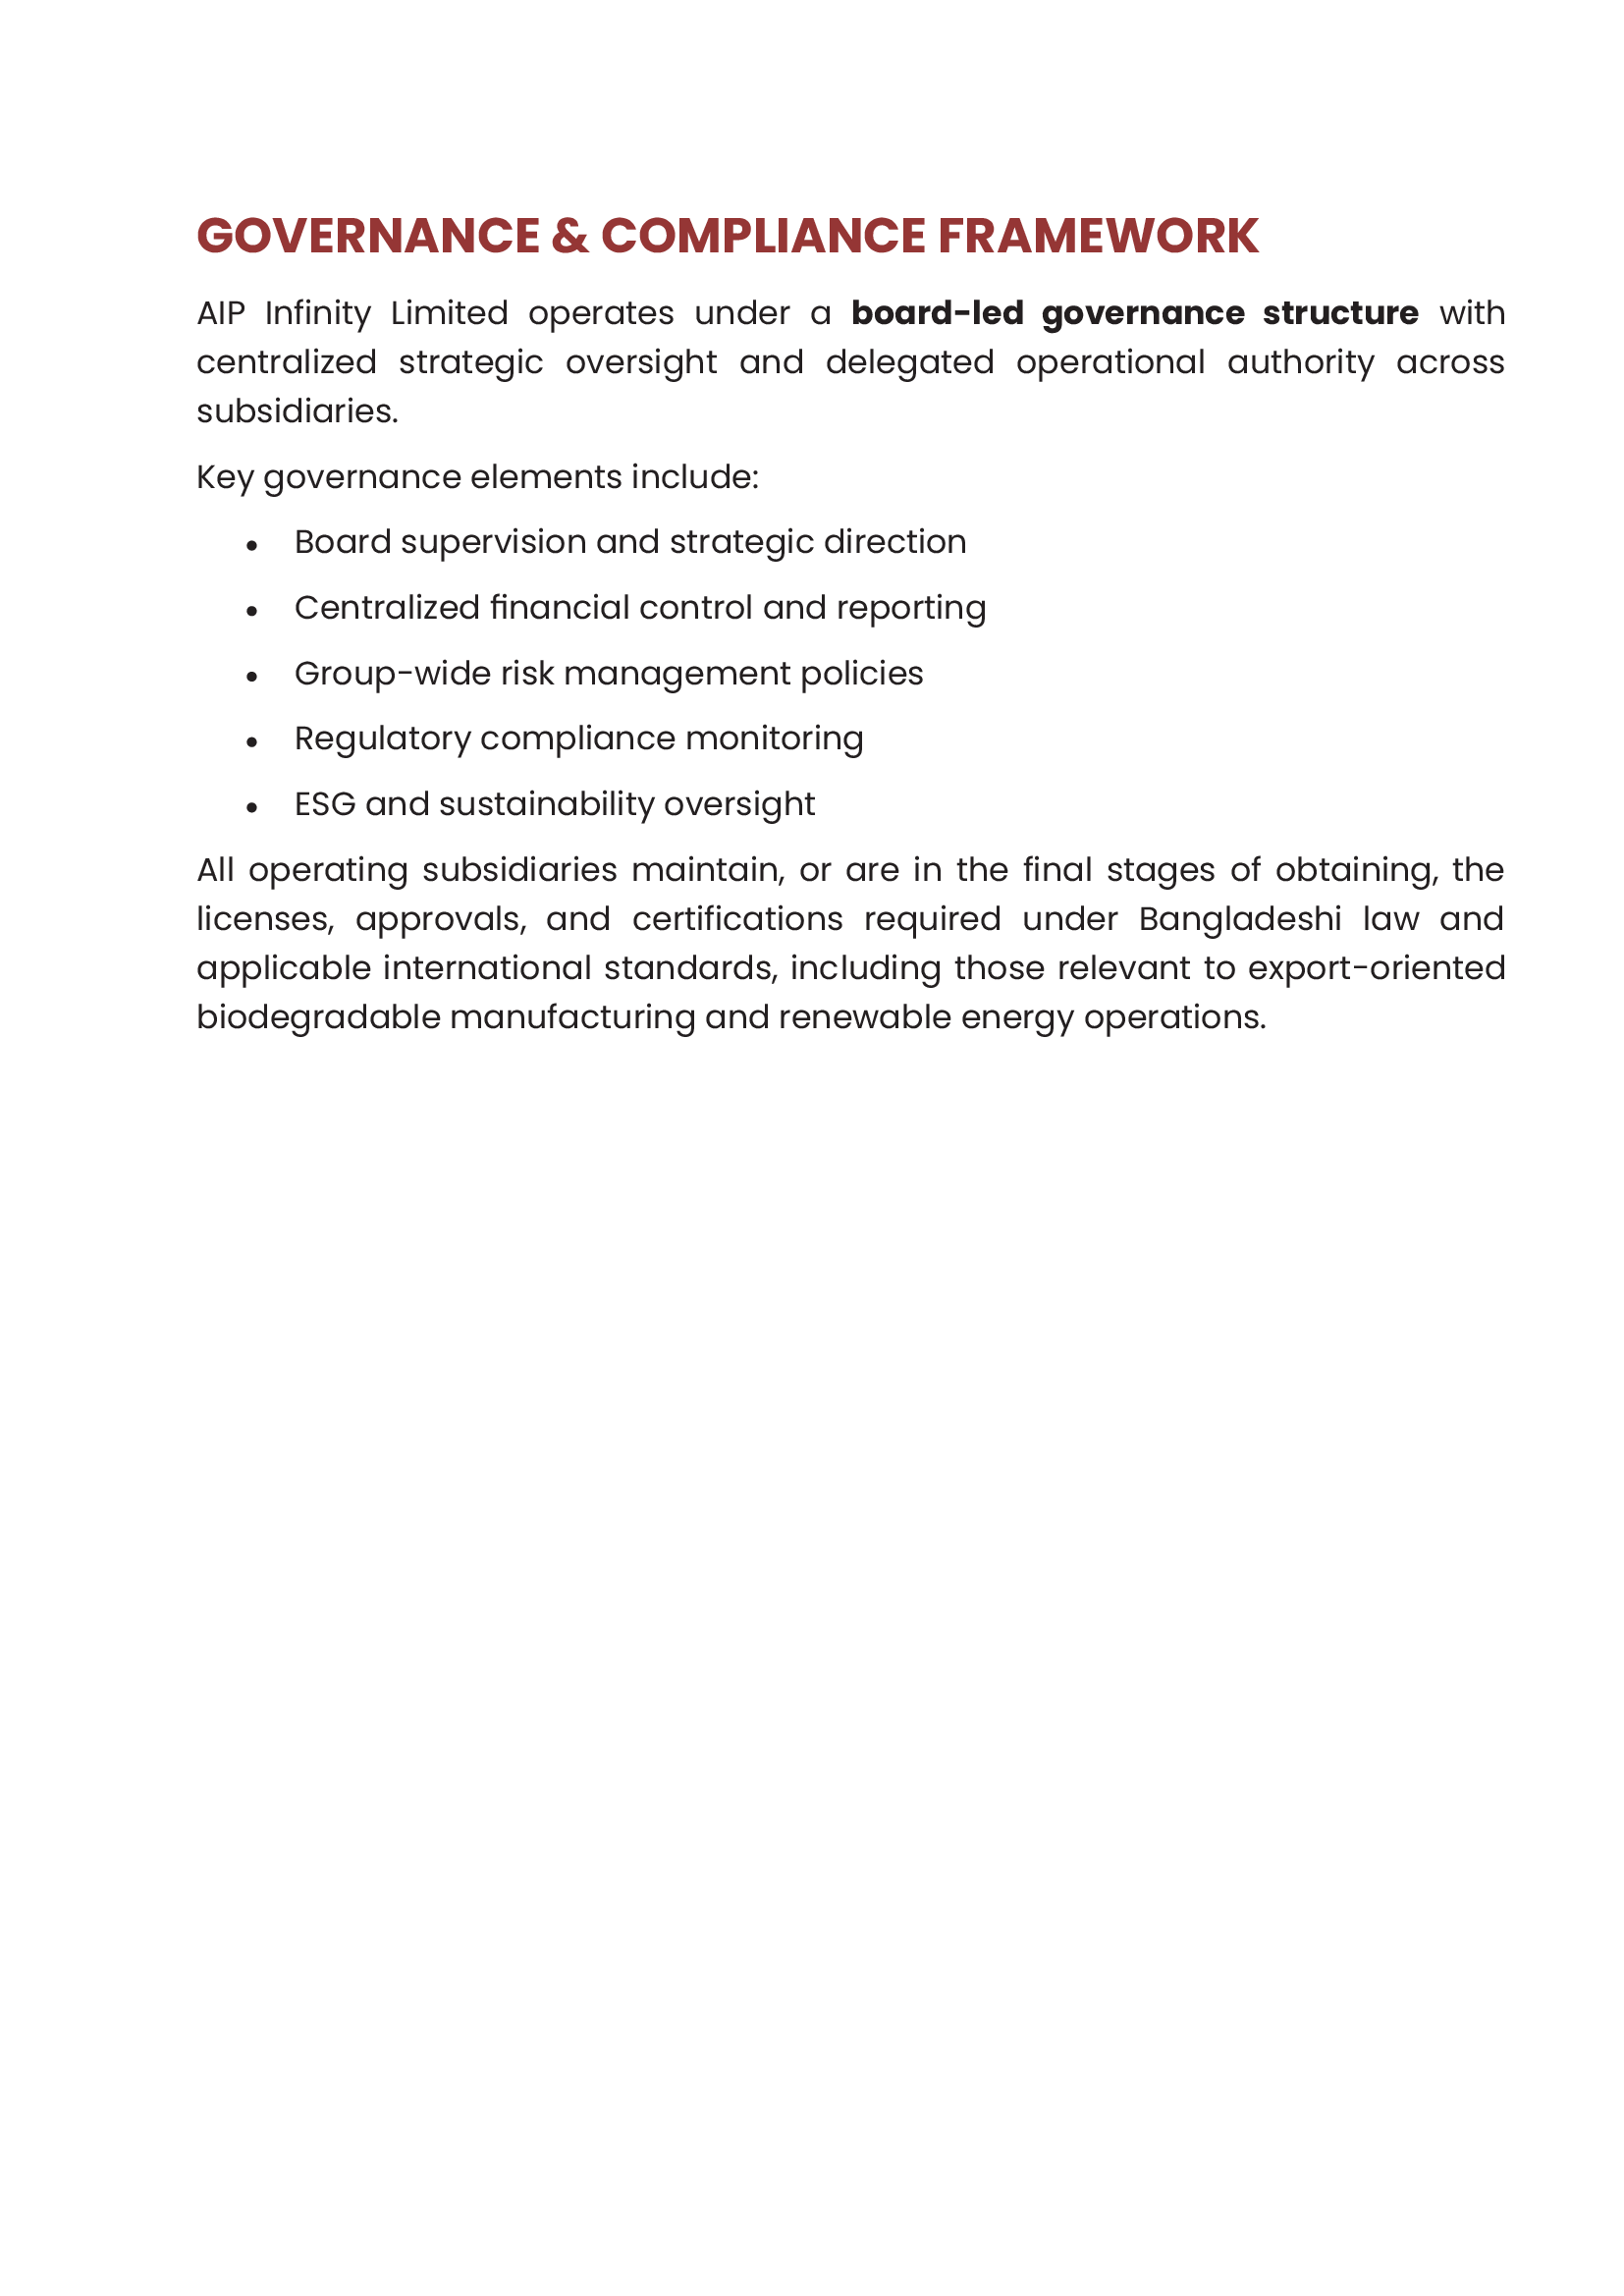 GOVERNANCE & COMPLIANCE FRAMEWORK
AIP Infinity Limited operates under a board-led governance structure with
centralized strategic oversight and delegated operational authority across
subsidiaries.
Key governance elements include:
• Board supervision and strategic direction
• Centralized financial control and reporting
• Group-wide risk management policies
• Regulatory compliance monitoring
• ESG and sustainability oversight
All operating subsidiaries maintain, or are in the final stages of obtaining, the
licenses, approvals, and certifications required under Bangladeshi law and
applicable international standards, including those relevant to export-oriented
biodegradable manufacturing and renewable energy operations.